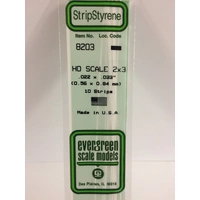 StripStyrene
Item No. Loc. Code
8203
HO SCALE 2x3
.022 x .033"
(0.56 x 0.84 mm)
10 Strips
Made in U.S.A.
evergreen
scale models
Des Plaines, IL 60018